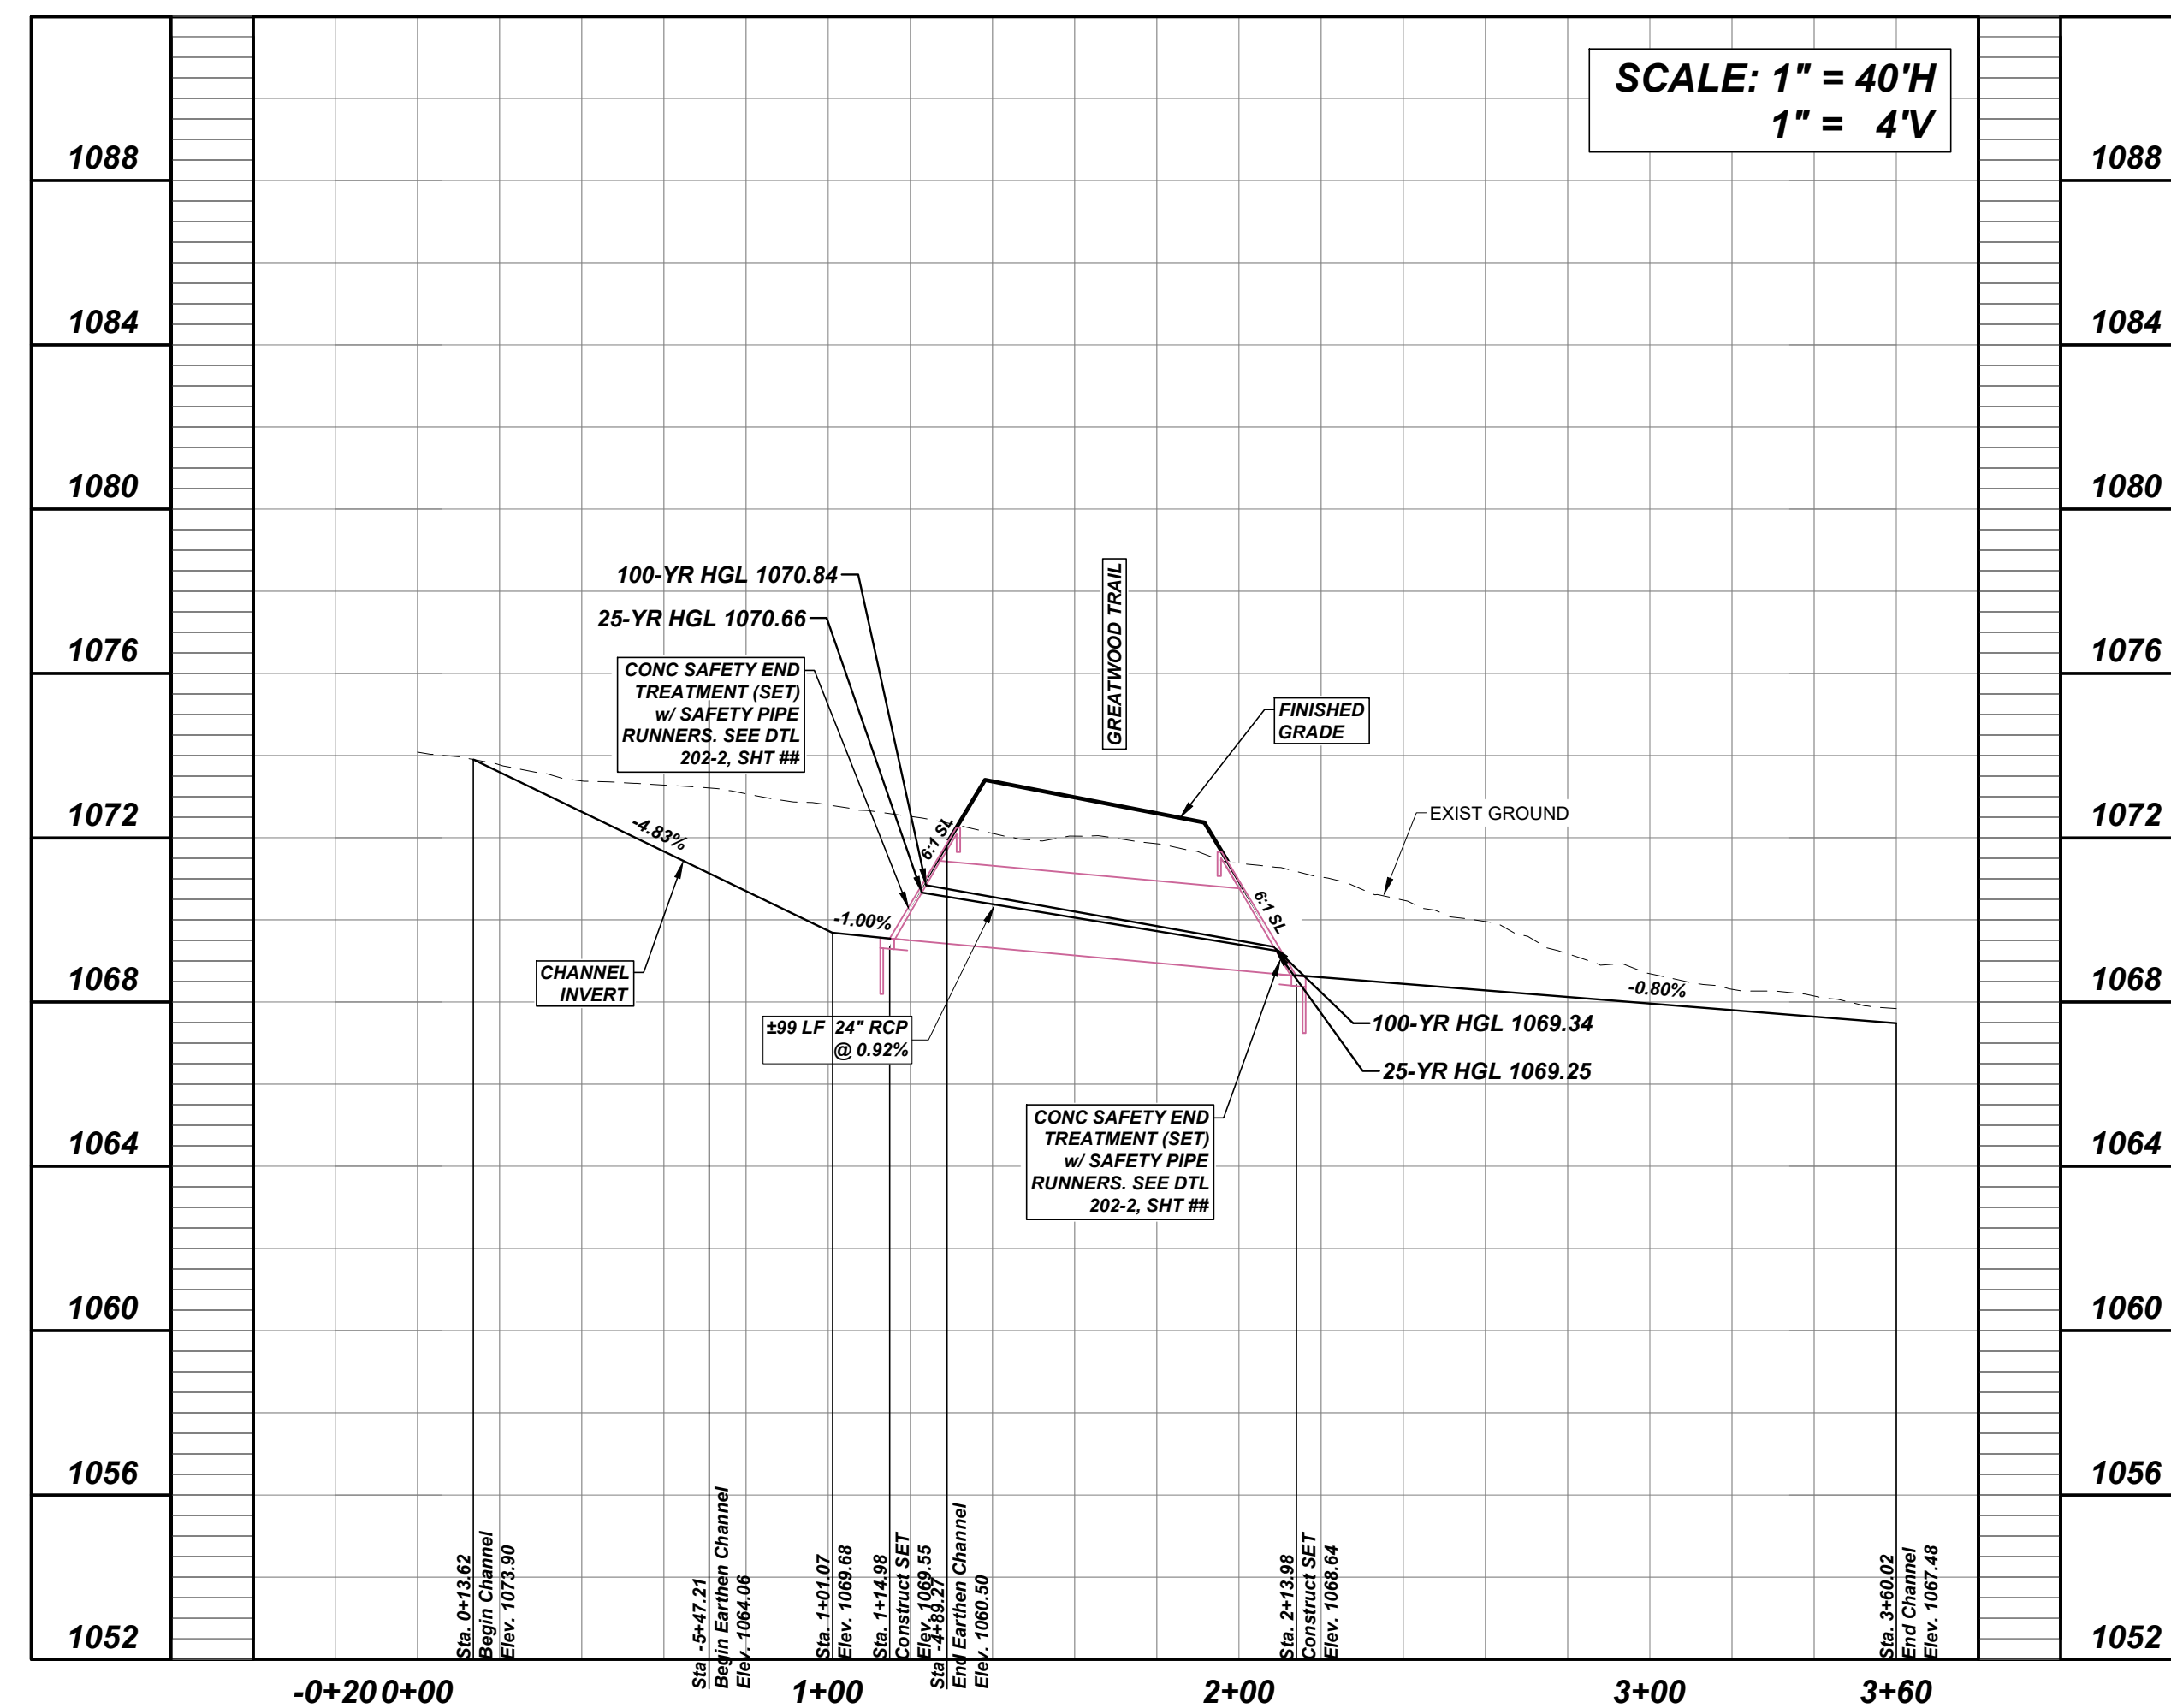 SCALE: 1" = 40'H
1" = 4'V
1088
1088
1084
1084
1080
1080
1076
1076
1072
1072
1068
1068
1064
1064
1060
1060
1056
1056
1052
1052
100-YR HGL 1070.84
25-YR HGL 1070.66
CONC SAFETY END
TREATMENT (SET)
w/ SAFETY PIPE
RUNNERS. SEE DTL
202-2, SHT ##
GREATWOOD TRAIL
FINISHED
GRADE
EXIST GROUND
-4.83%
6:1 SL
-1.00%
6:1 SL
CHANNEL
INVERT
-0.80%
±99 LF 24" RCP
@ 0.92%
100-YR HGL 1069.34
25-YR HGL 1069.25
CONC SAFETY END
TREATMENT (SET)
w/ SAFETY PIPE
RUNNERS. SEE DTL
202-2, SHT ##
Sta. 0+13.62
Begin Channel
Elev. 1073.90
Sta -5+47.21
Begin Earthen Channel
Elev. 1064.06
Sta. 1+01.07
Elev. 1069.68
Sta. 1+14.98
Construct SET
Elev. 1069.55
Sta -4+89.27
End Earthen Channel
Elev. 1060.50
Sta. 2+13.98
Construct SET
Elev. 1068.64
Sta. 3+60.02
End Channel
Elev. 1067.48
-0+20 0+00 1+00 2+00 3+00 3+60